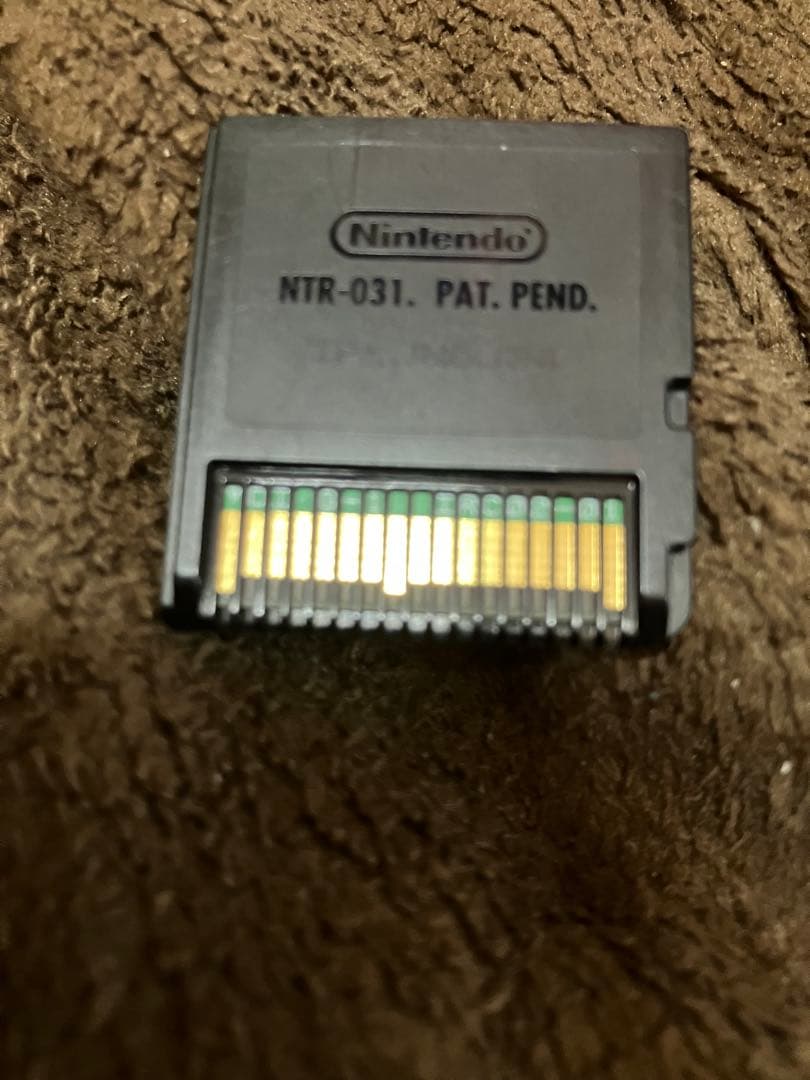 Nintendo
NTR-031. PAT. PEND.